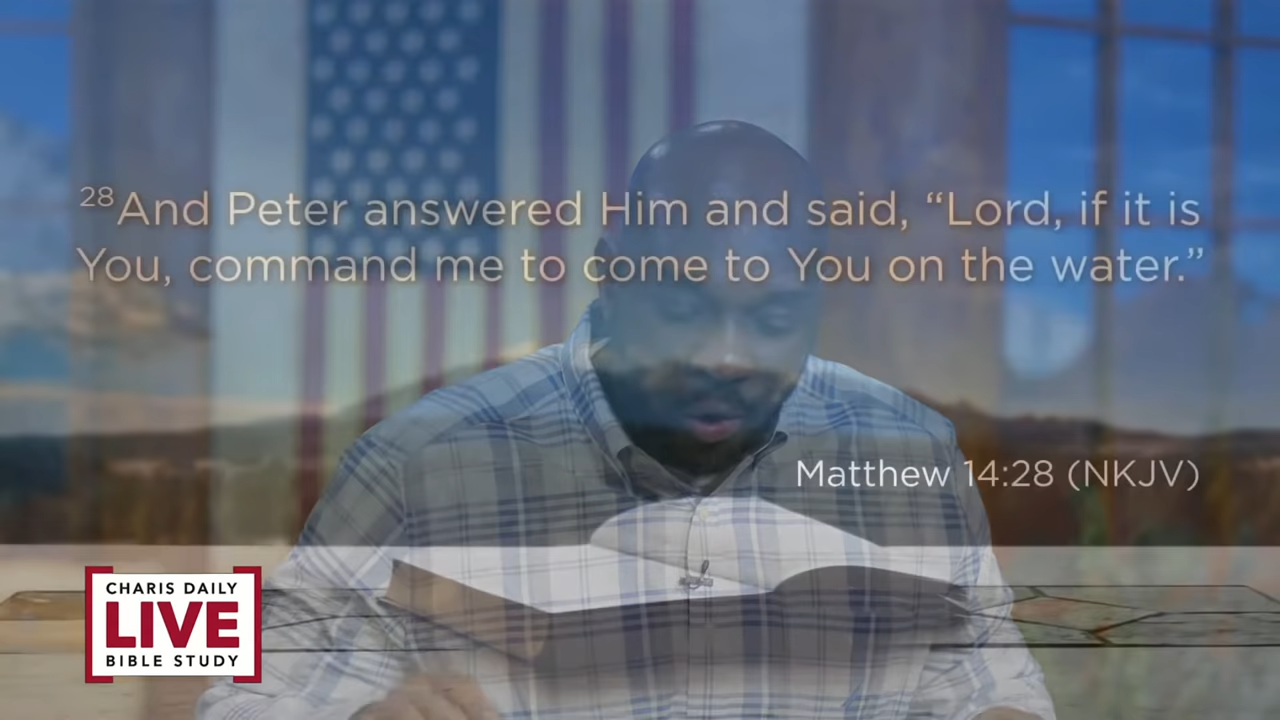 28And Peter answered Him and said, “Lord, if it is
You, command me to come to You on the water.”
Matthew 14:28 (NKJV)
CHARIS DAILY
LIVE
BIBLE STUDY